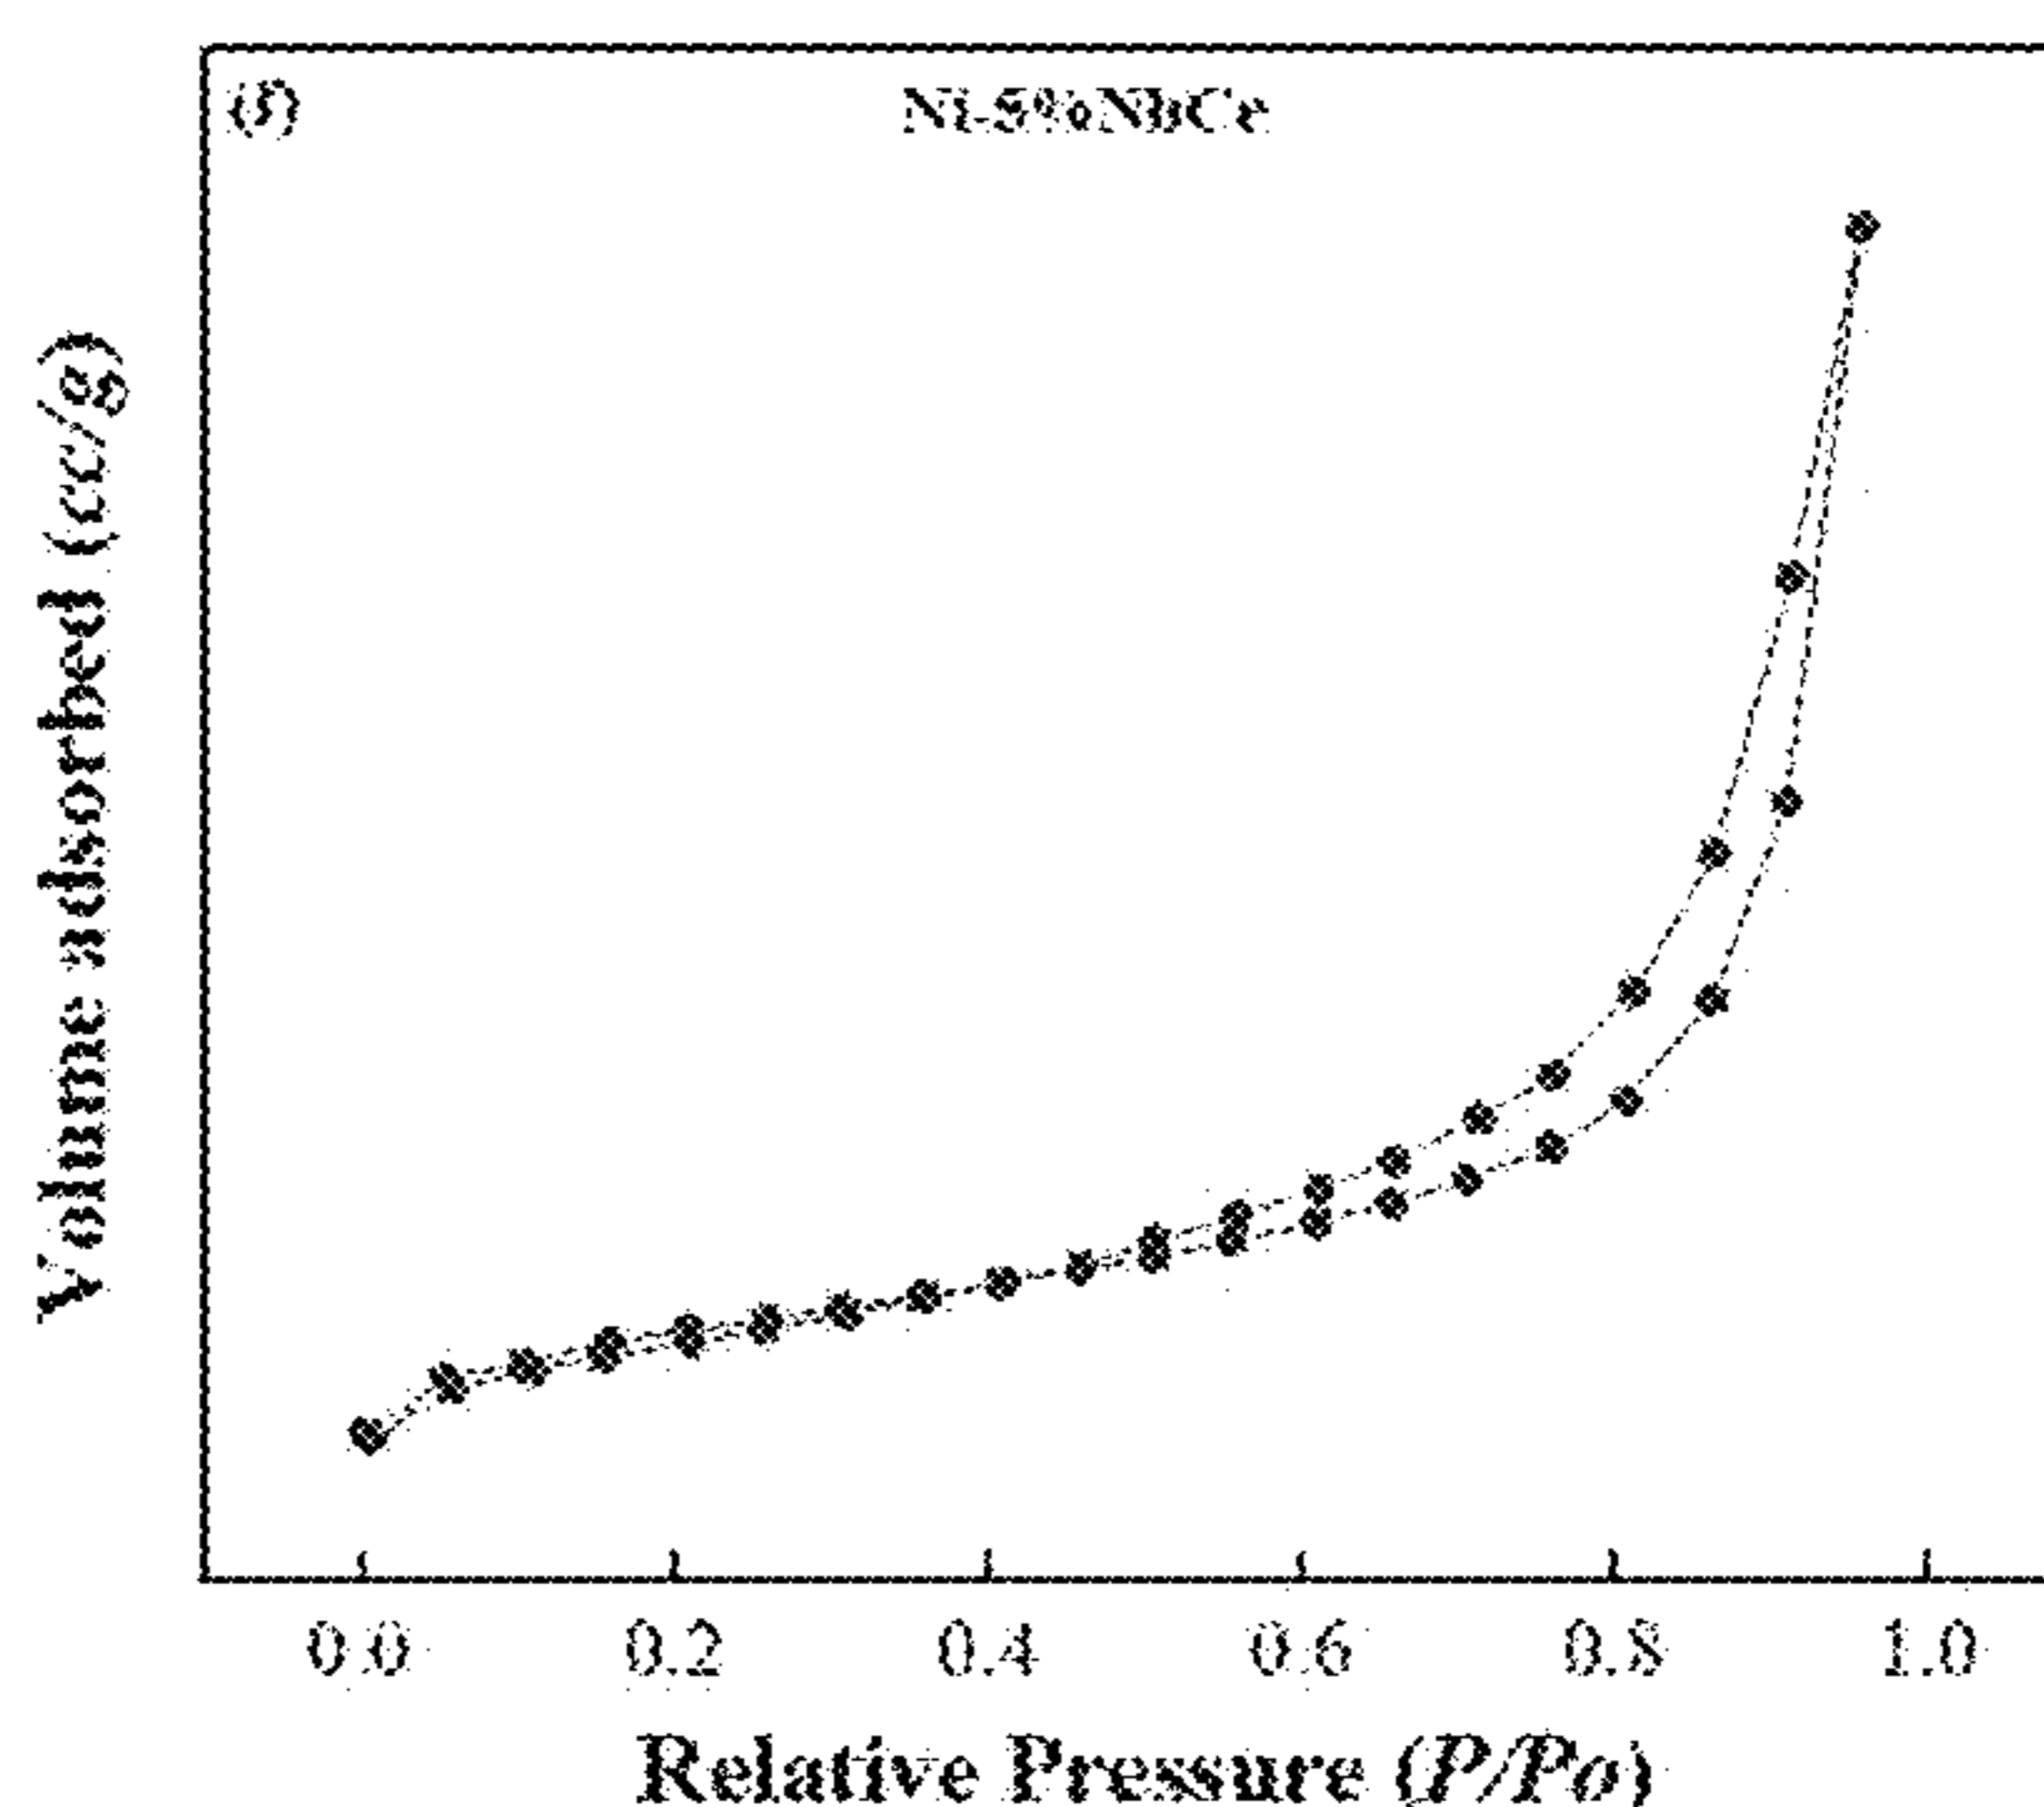 (f)
Ni-5%NbCe
Volume adsorbed (cc/g)
0.0 0.2 0.4 0.6 0.8 1.0
Relative Pressure (P/Po)